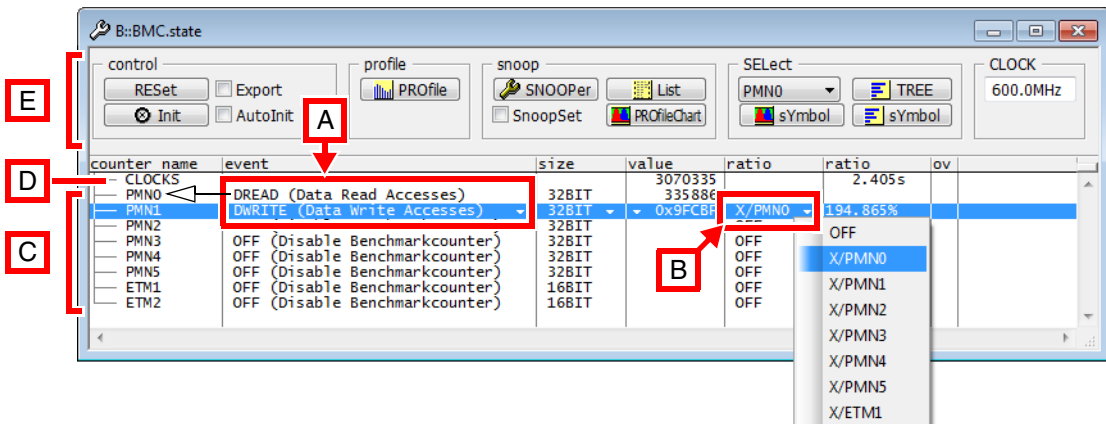 B::BMC.state
control profile snoop SELect CLOCK
RESet Export PROfile SNOOPer List PMN0 TREE 600.0MHz
Init AutoInit SnoopSet PROfileChart sYmbol sYmbol
E
A
counter name event size value ratio ratio ov
D
CLOCKS 3070335 2.405s
PMN0 DREAD (Data Read Accesses) 32BIT 335886
PMN1 DWRITE (Data Write Accesses) 32BIT 0x9FCBF X/PMN0 194.865%
PMN2 32BIT OFF
PMN3 OFF (Disable Benchmarkcounter) 32BIT OFF
PMN4 OFF (Disable Benchmarkcounter) 32BIT OFF
PMN5 OFF (Disable Benchmarkcounter) 32BIT OFF
ETM1 OFF (Disable Benchmarkcounter) 16BIT OFF
ETM2 OFF (Disable Benchmarkcounter) 16BIT OFF
C
B
OFF
X/PMN0
X/PMN1
X/PMN2
X/PMN3
X/PMN4
X/PMN5
X/ETM1